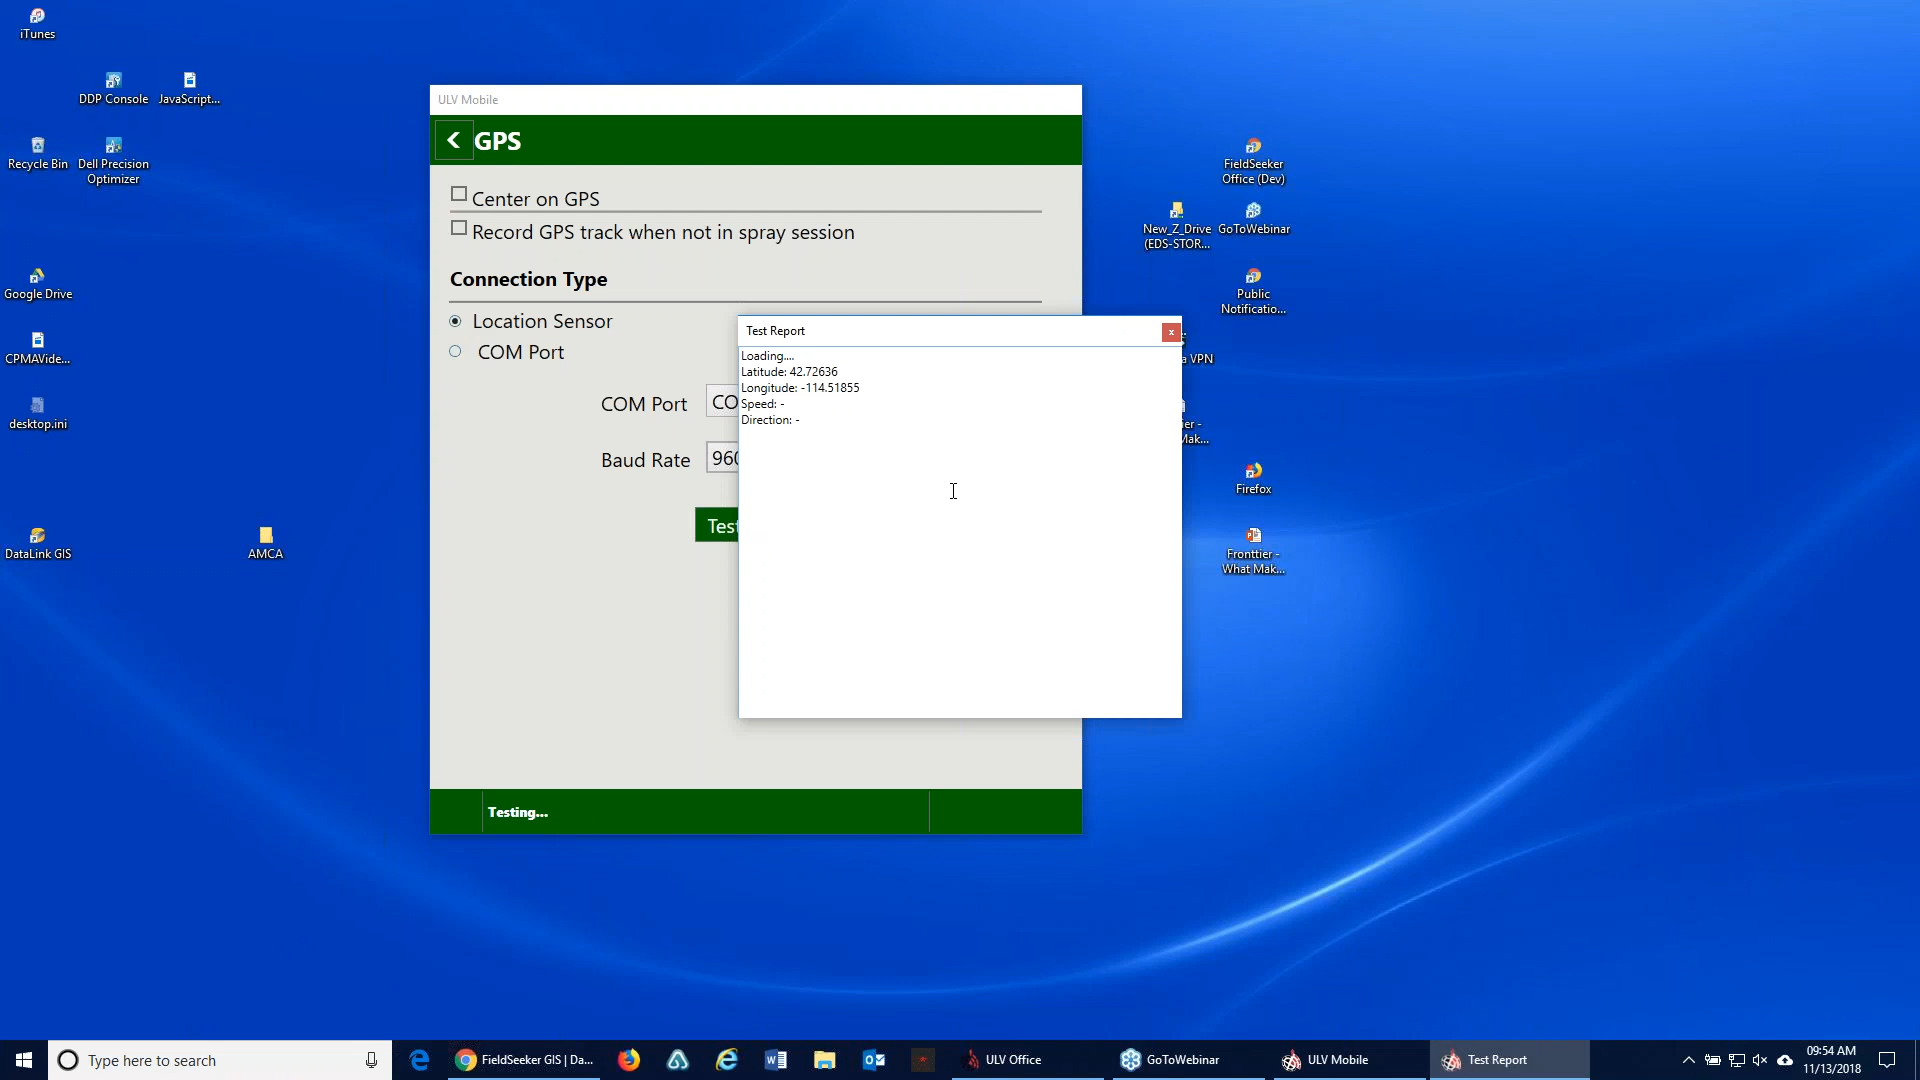 iTunes
DDP Console
JavaScript...
Recycle Bin
Dell Precision
Optimizer
Google Drive
CPMAVide...
desktop.ini
DataLink GIS
AMCA
ULV Mobile
GPS
Center on GPS
Record GPS track when not in spray session
Connection Type
Location Sensor
COM Port
COM Port
CO
Baud Rate
960
Test
Testing...
Test Report
x
Loading....
Latitude: 42.72636
Longitude: -114.51855
Speed: -
Direction: -
FieldSeeker
Office (Dev)
New_Z_Drive
(EDS-STOR...
GoToWebinar
Public
Notificatio...
a VPN
ier -
Mak...
Firefox
Fronttier -
What Mak...
Type here to search
FieldSeeker GIS | Da...
ULV Office
GoToWebinar
ULV Mobile
Test Report
09:54 AM
11/13/2018